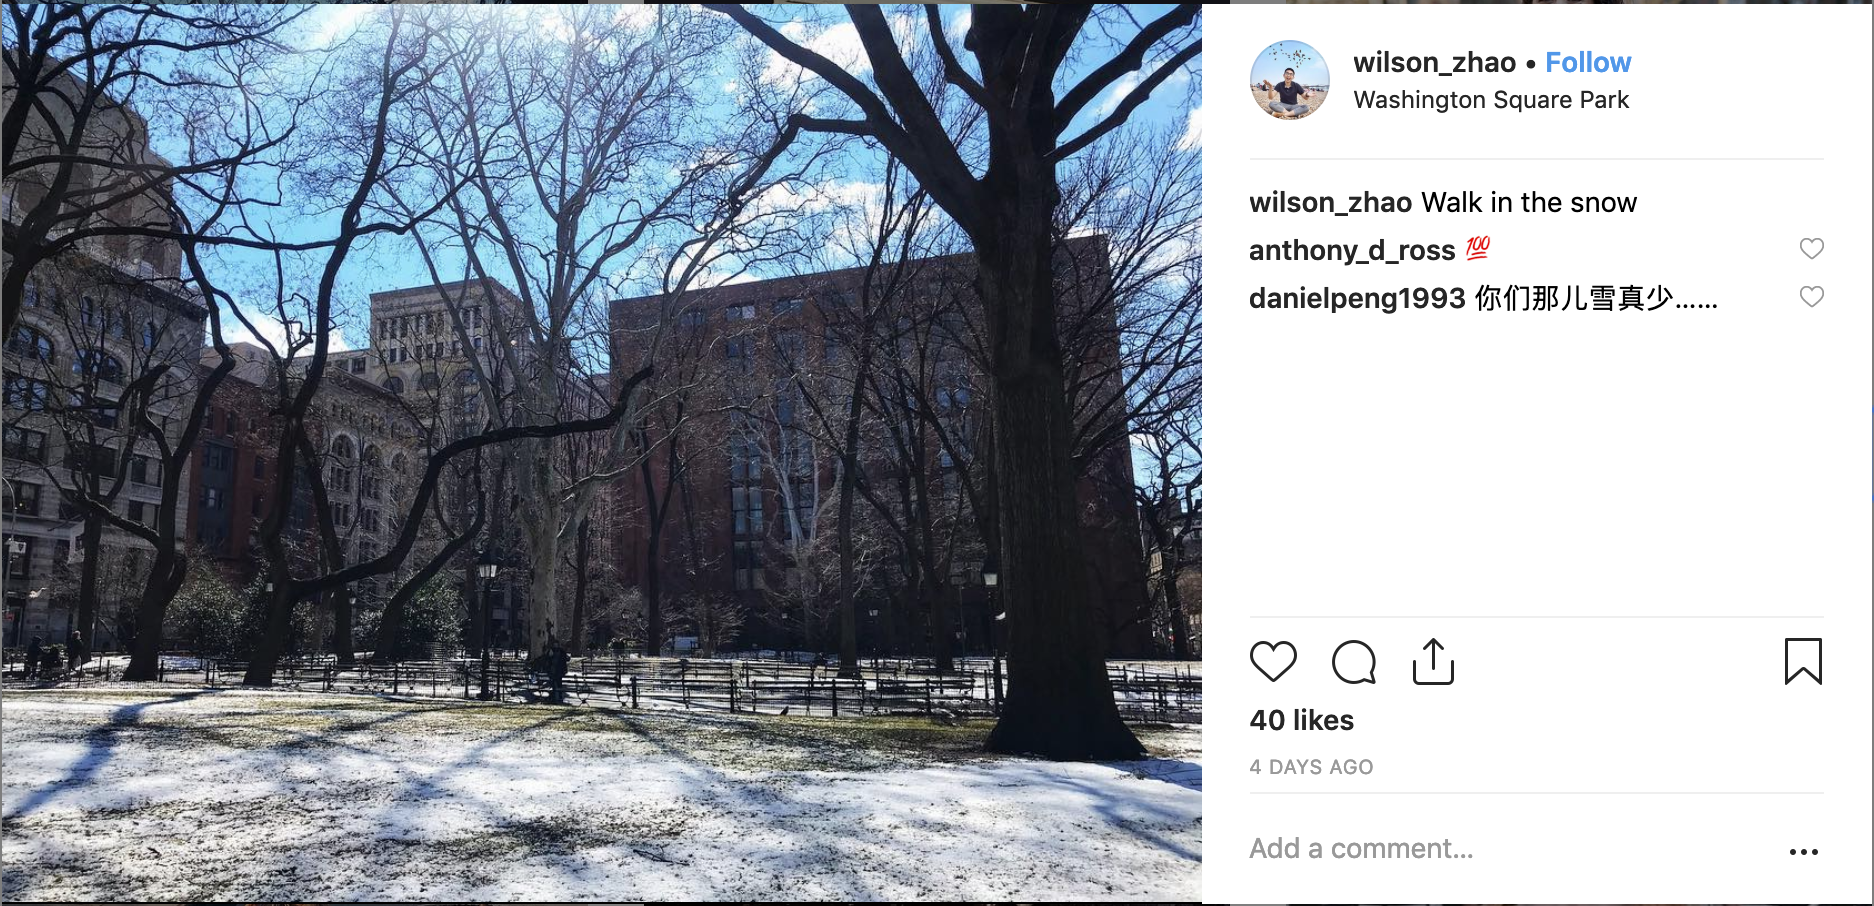 wilson_zhao • Follow
Washington Square Park
wilson_zhao Walk in the snow
anthony_d_ross 💯
danielpeng1993 你们那儿雪真少......
40 likes
4 DAYS AGO
Add a comment...